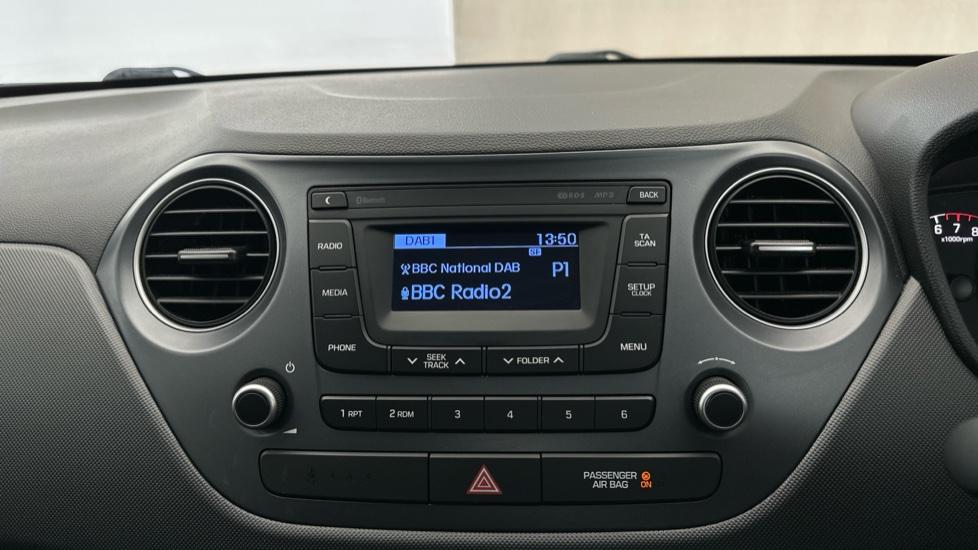 Bluetooth
RDS
MP3
BACK
RADIO
MEDIA
PHONE
DAB1
13:50
BBC National DAB
P1
BBC Radio2
TA
SCAN
SETUP
CLOCK
MENU
SEEK
TRACK
FOLDER
1 RPT
2 RDM
3
4
5
6
PASSENGER
AIR BAG
ON
6 7 8
x1000rpm